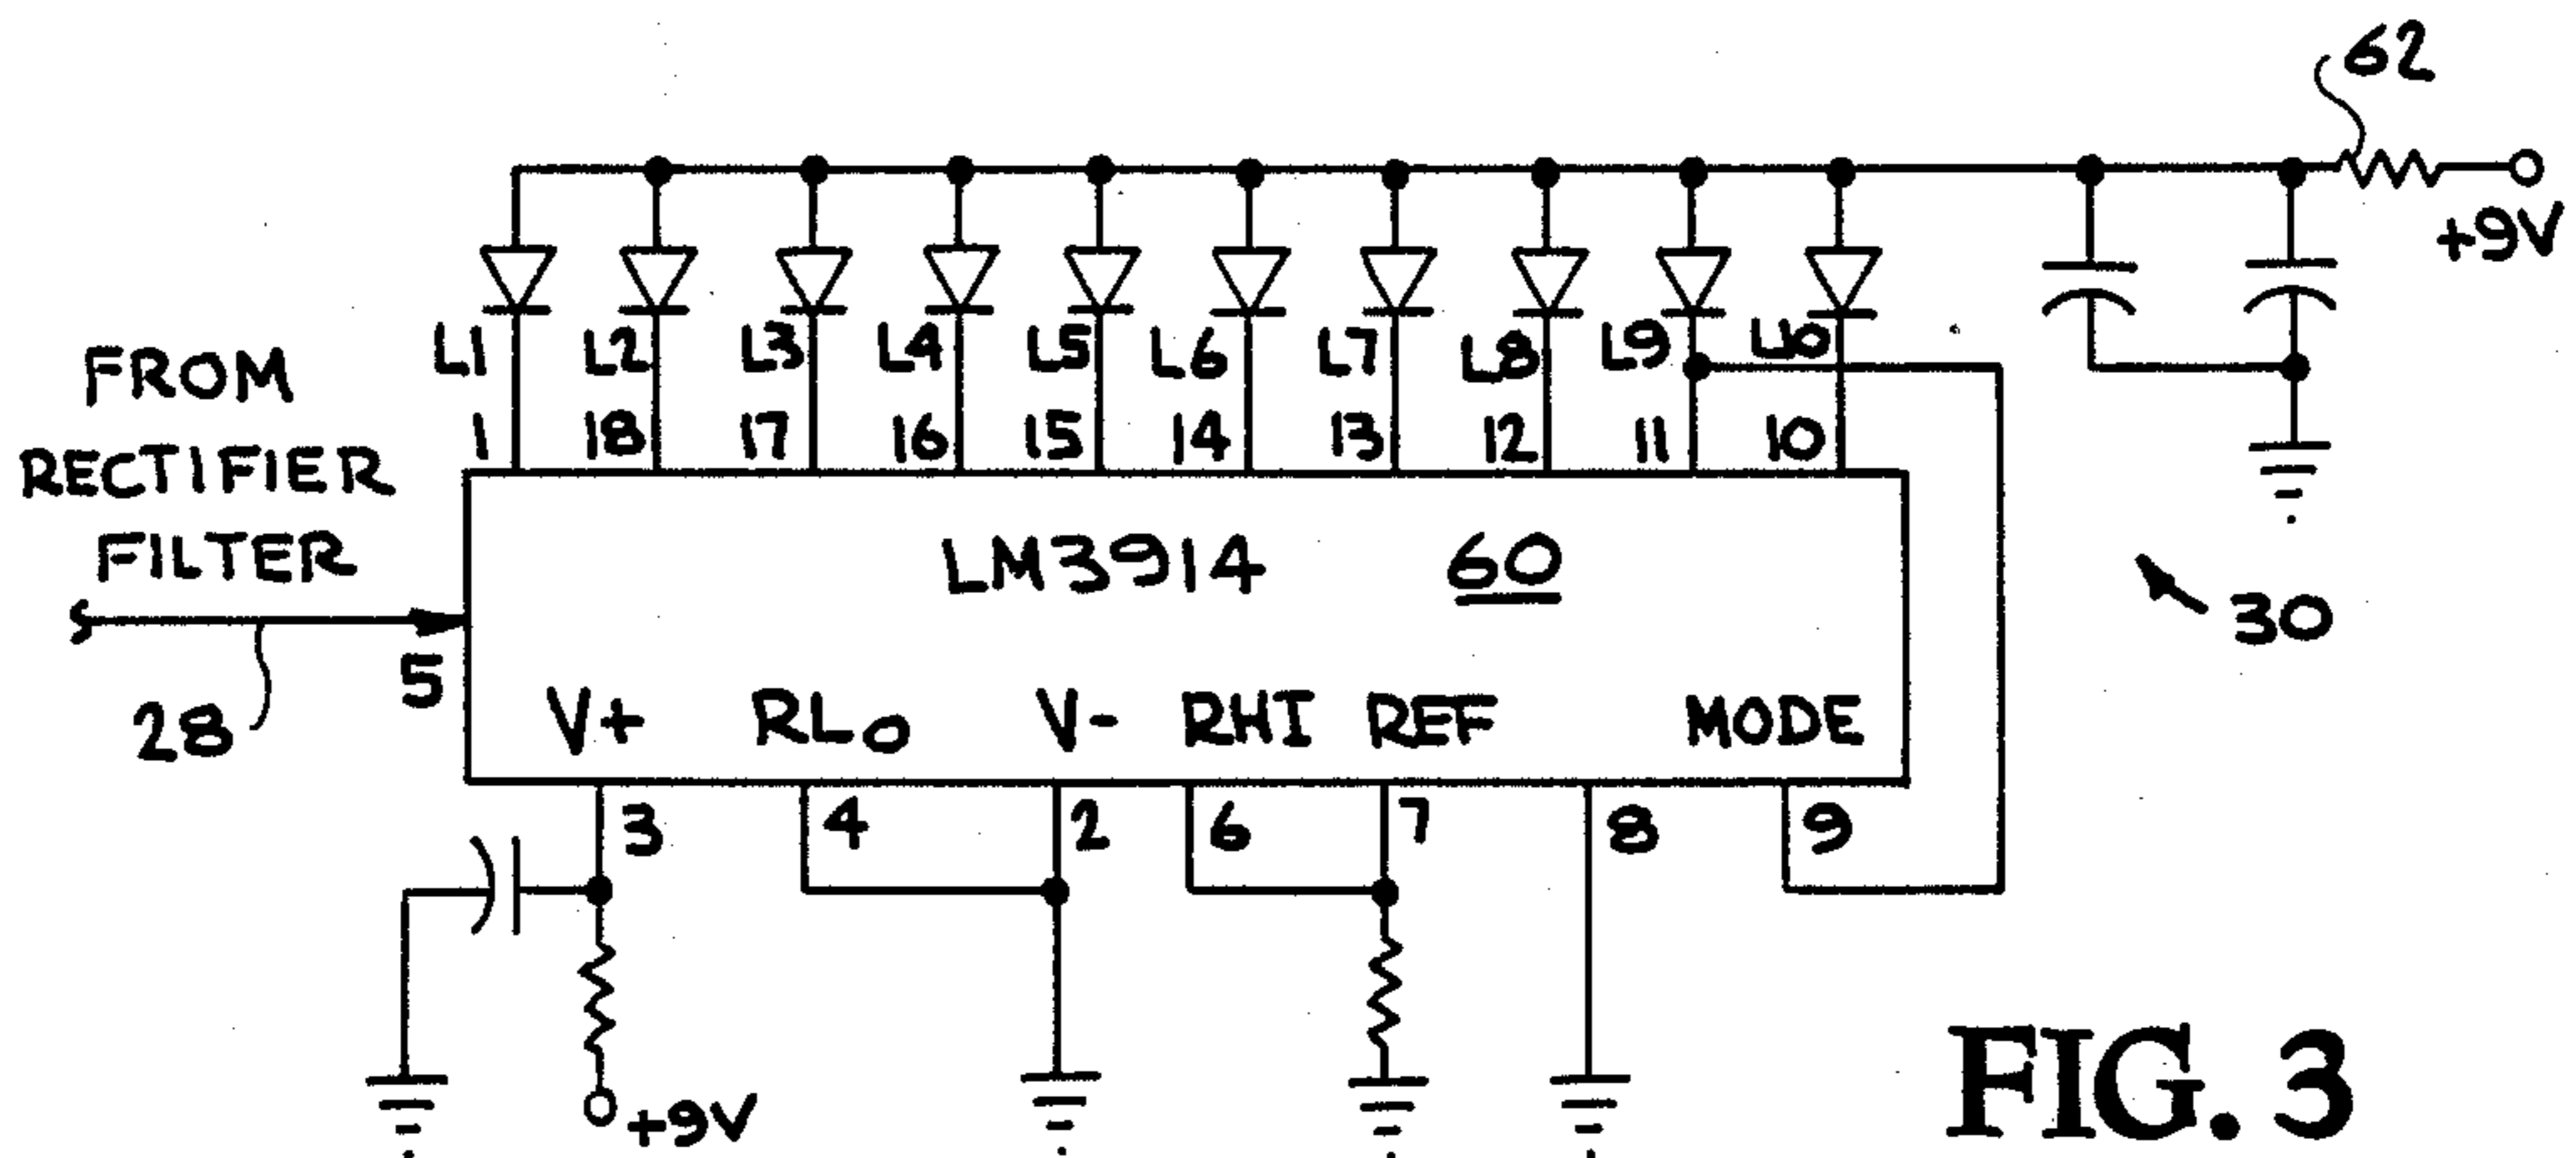 62
+9V
L1 L2 L3 L4 L5 L6 L7 L8 L9 L10
FROM
RECTIFIER
FILTER
1 18 17 16 15 14 13 12 11 10
LM3914 60
30
28
5
V+ RLo V- RHI REF MODE
3 4 2 6 7 8 9
+9V
FIG. 3